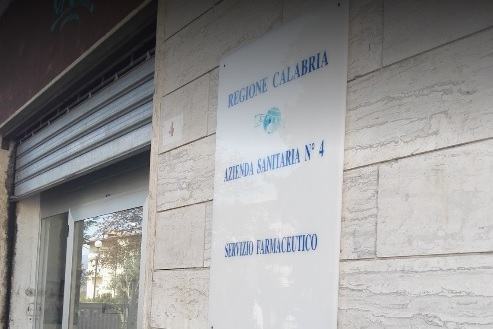 REGIONE CALABRIA
AZIENDA SANITARIA N° 4
SERVIZIO FARMACEUTICO